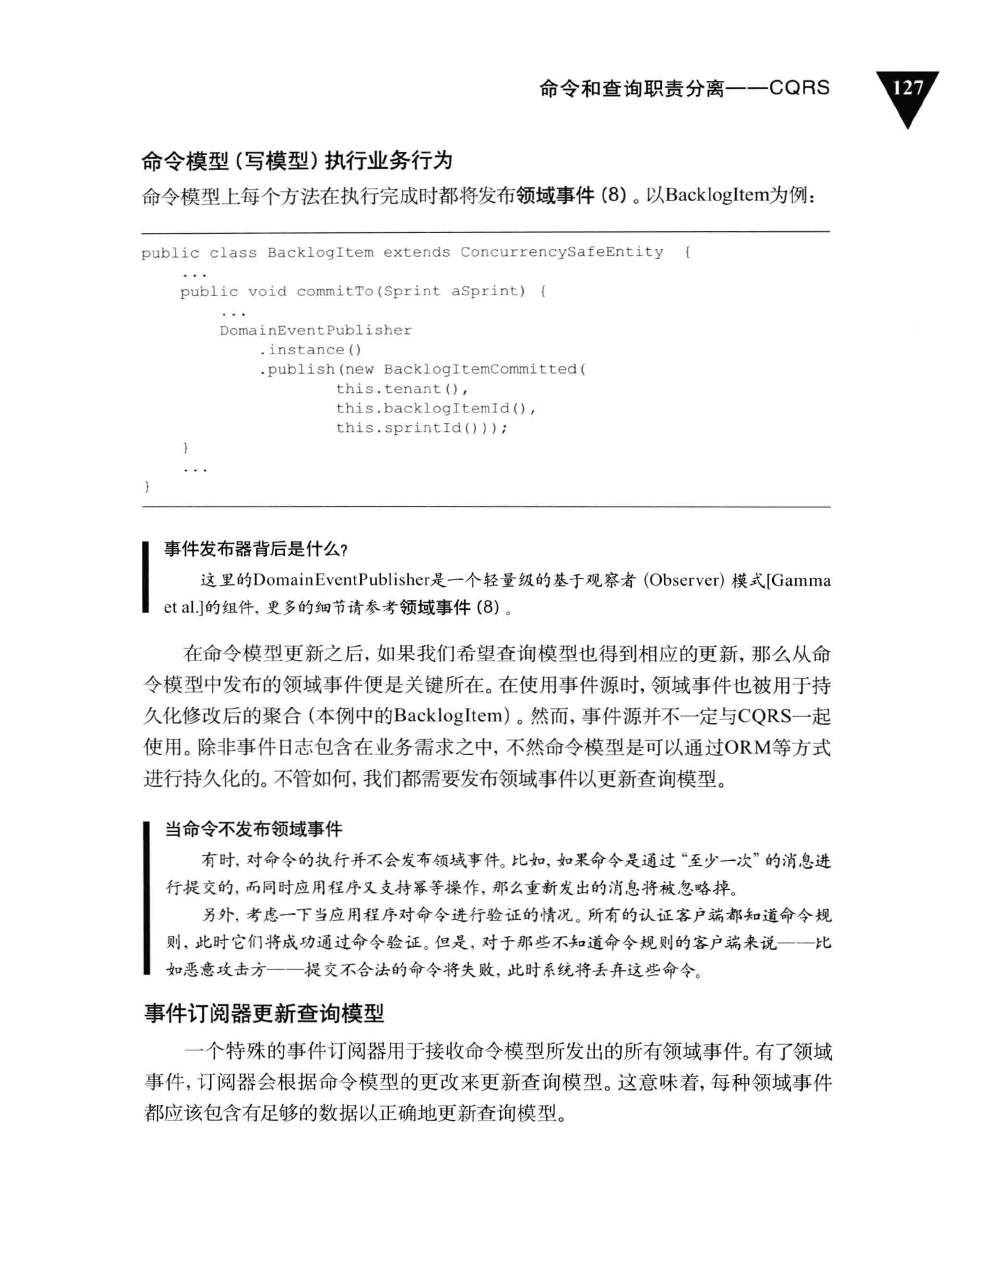 命令和查询职责分离——CQRS
127
命令模型（写模型）执行业务行为
命令模型上每个方法在执行完成时都将发布领域事件（8）。以BacklogItem为例：
public class BacklogItem extends ConcurrencySafeEntity {
...
public void commitTo(Sprint aSprint) {
...
DomainEventPublisher
.instance()
.publish(new BacklogItemCommitted(
this.tenant(),
this.backlogItemId(),
this.sprintId()));
}
...
}
事件发布器背后是什么？
这里的DomainEventPublisher是一个轻量级的基于观察者（Observer）模式[Gamma
et al.]的组件，更多的细节请参考领域事件（8）。
在命令模型更新之后，如果我们希望查询模型也得到相应的更新，那么从命
令模型中发布的领域事件便是关键所在。在使用事件源时，领域事件也被用于持
久化修改后的聚合（本例中的BacklogItem）。然而，事件源并不一定与CQRS一起
使用。除非事件日志包含在业务需求之中，不然命令模型是可以通过ORM等方式
进行持久化的。不管如何，我们都需要发布领域事件以更新查询模型。
当命令不发布领域事件
有时，对命令的执行并不会发布领域事件。比如，如果命令是通过“至少一次”的消息进
行提交的，而同时应用程序又支持幂等操作，那么重新发出的消息将被忽略掉。
另外，考虑一下当应用程序对命令进行验证的情况。所有的认证客户端都知道命令规
则，此时它们将成功通过命令验证。但是，对于那些不知道命令规则的客户端来说——比
如恶意攻击方——提交不合法的命令将失败，此时系统将丢弃这些命令。
事件订阅器更新查询模型
一个特殊的事件订阅器用于接收命令模型所发出的所有领域事件。有了领域
事件，订阅器会根据命令模型的更改来更新查询模型。这意味着，每种领域事件
都应该包含有足够的数据以正确地更新查询模型。